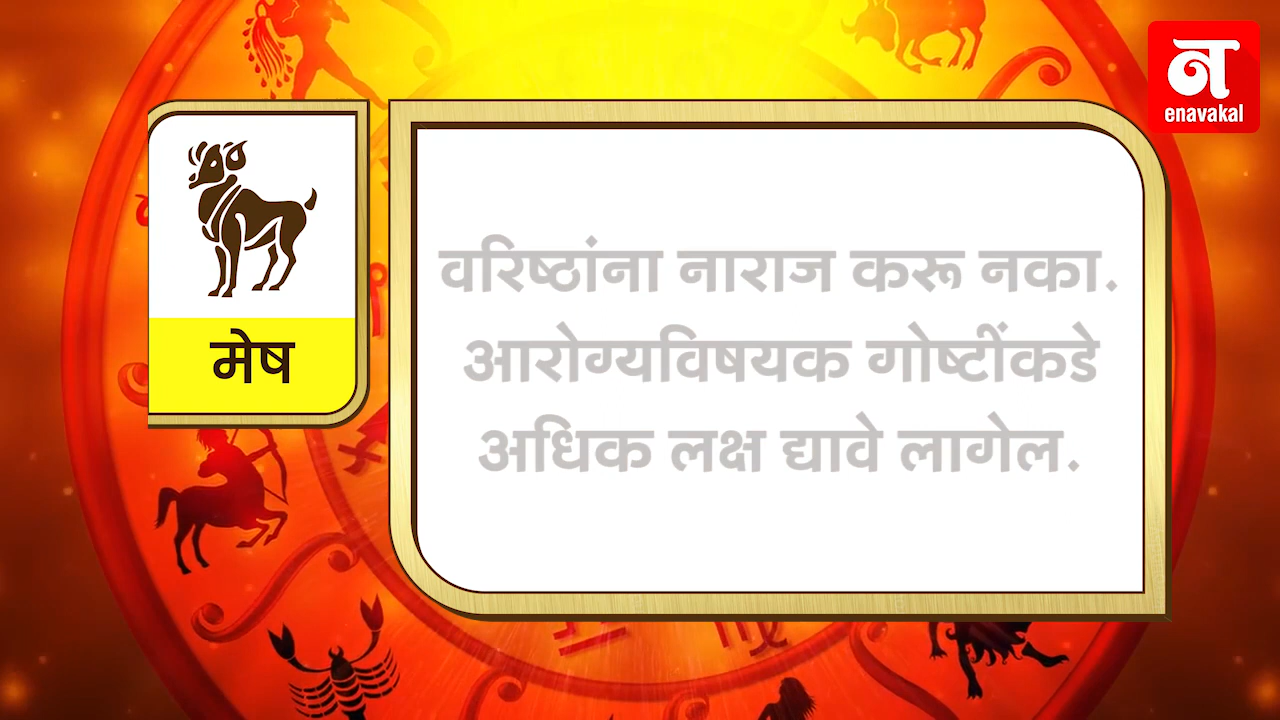 न
enavakal
मेष
वरिष्ठांना नाराज करू नका.
आरोग्यविषयक गोष्टींकडे
अधिक लक्ष द्यावे लागेल.